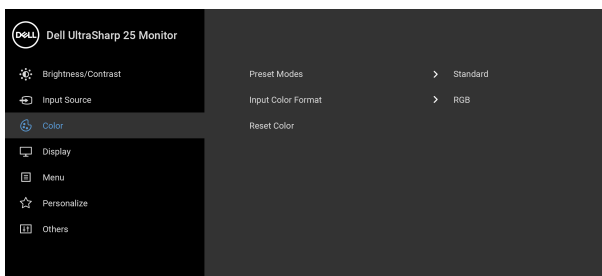 DELL Dell UltraSharp 25 Monitor
Brightness/Contrast
Preset Modes Standard
Input Source
Input Color Format RGB
Color
Reset Color
Display
Menu
Personalize
Others